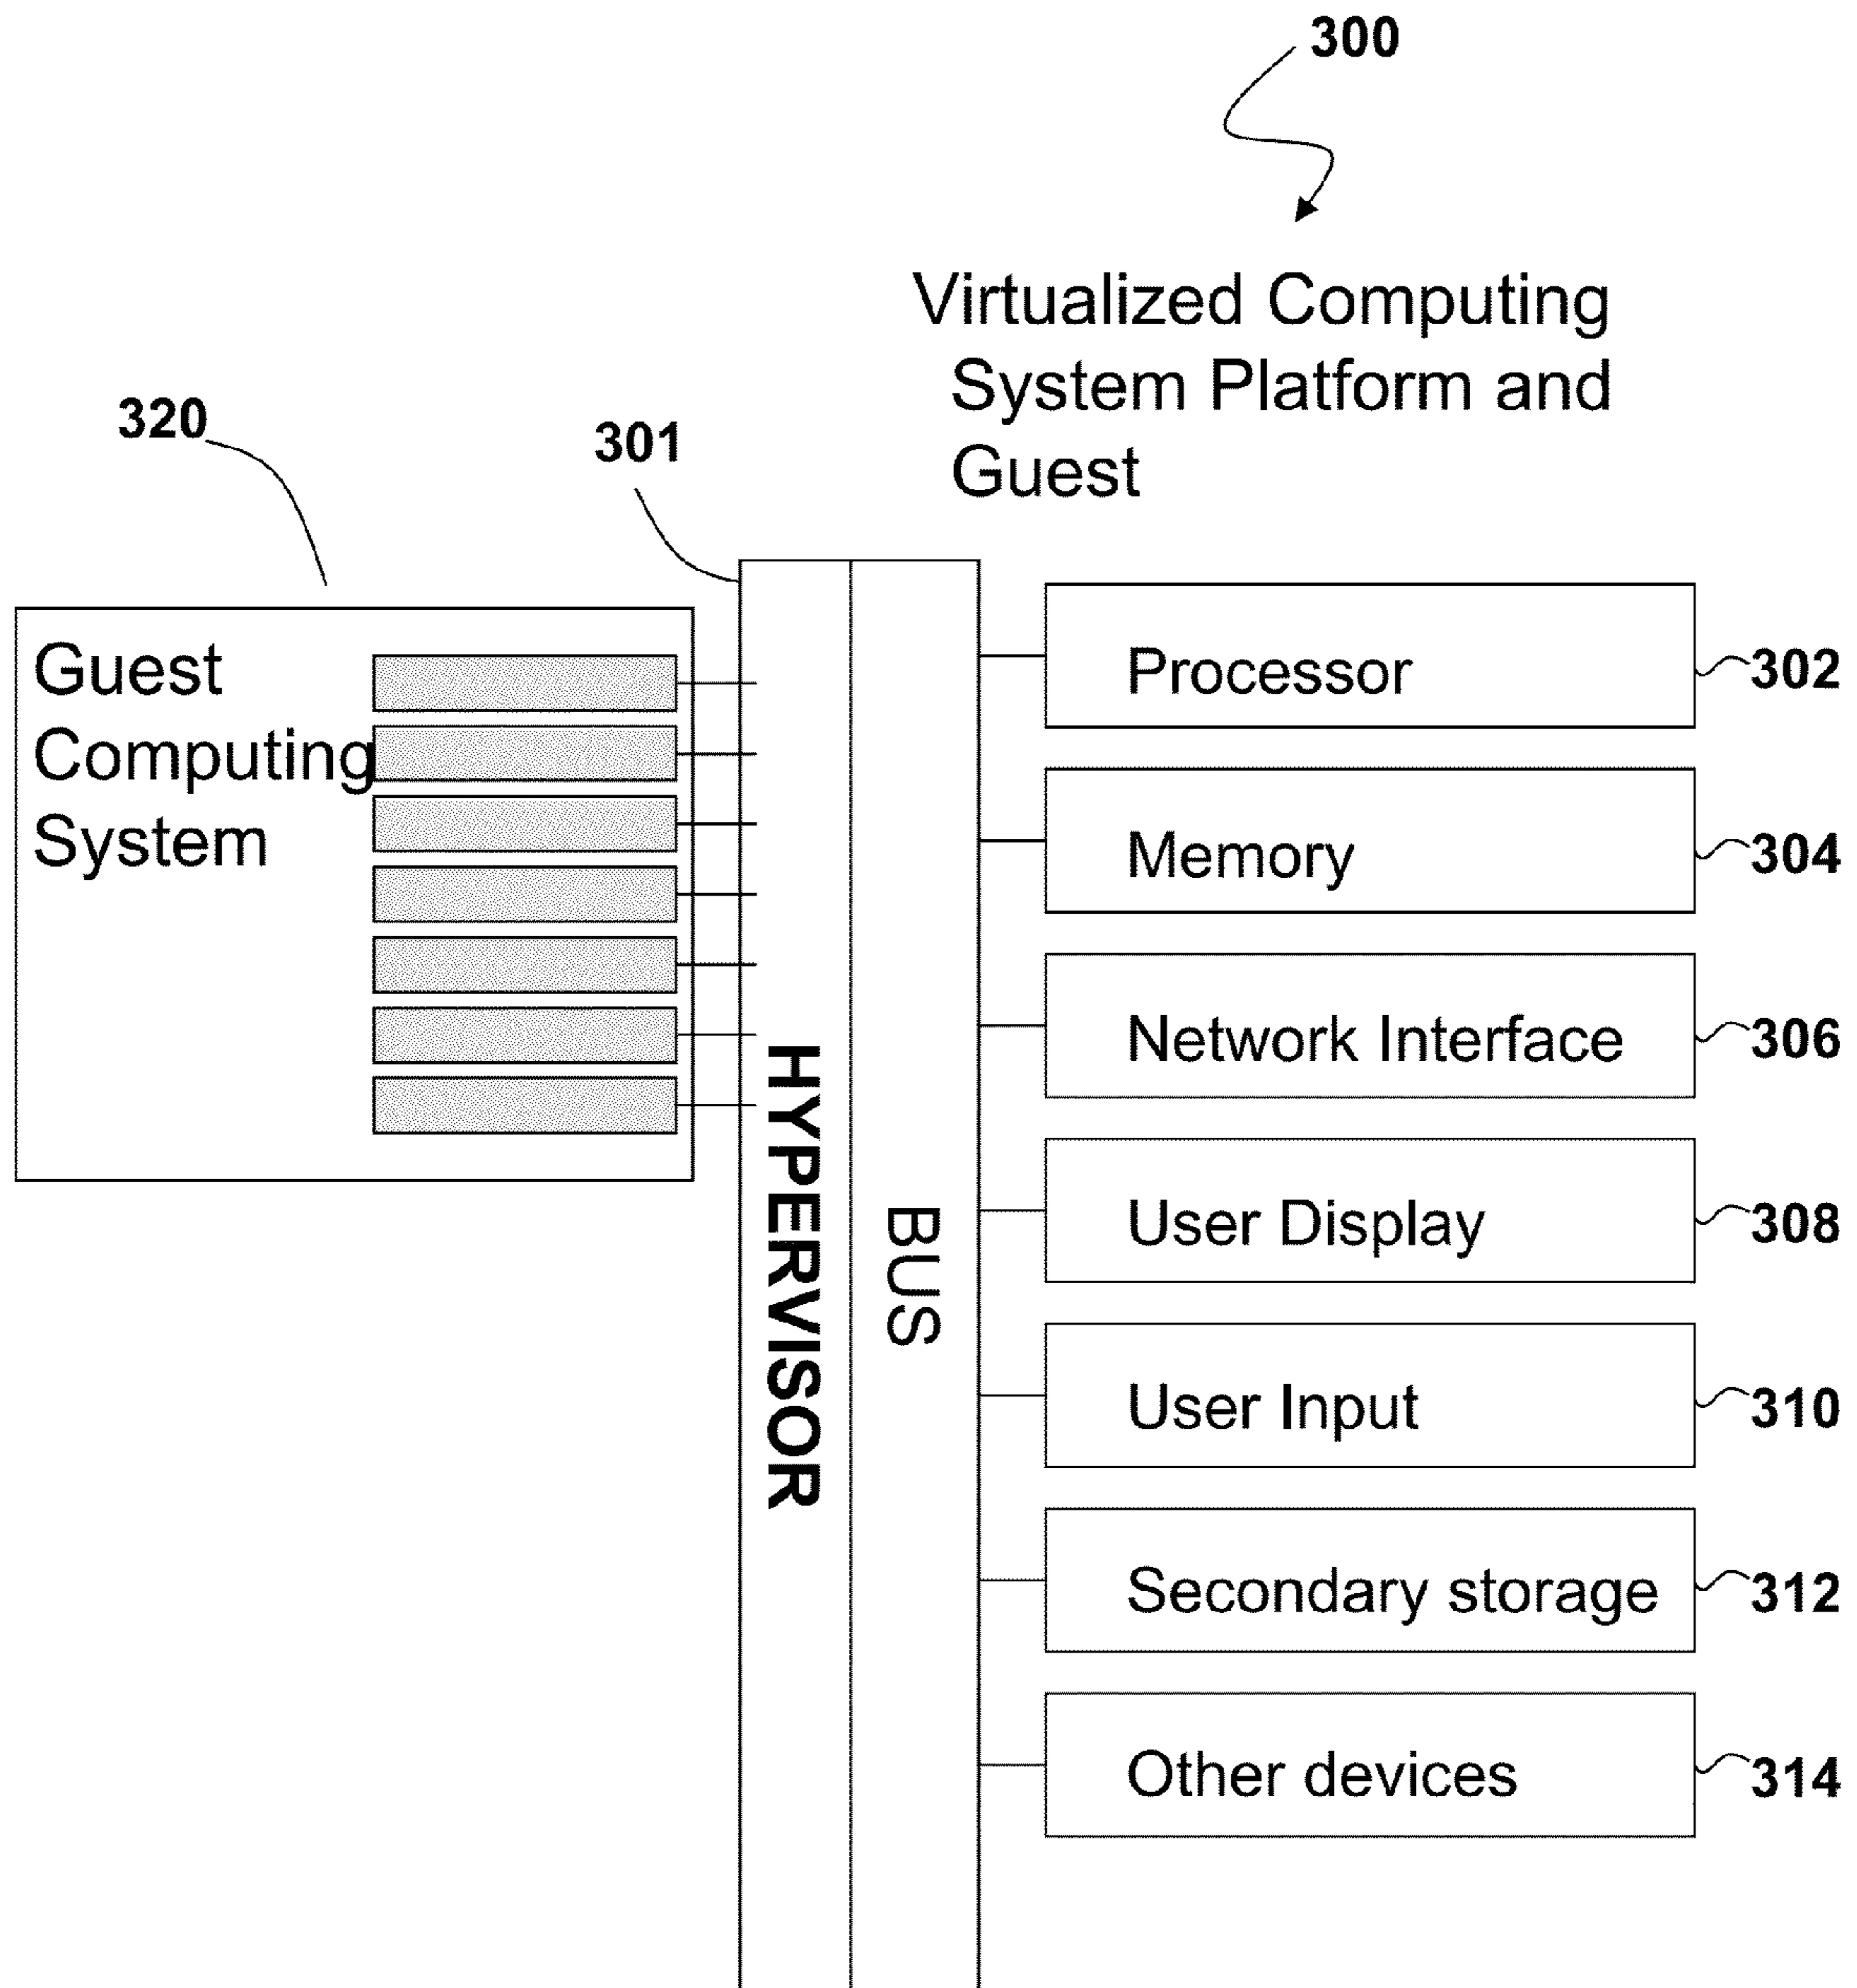 300
Virtualized Computing
System Platform and
Guest
320
301
Guest
Computing
System
HYPERVISOR
BUS
Processor
302
Memory
304
Network Interface
306
User Display
308
User Input
310
Secondary storage
312
Other devices
314